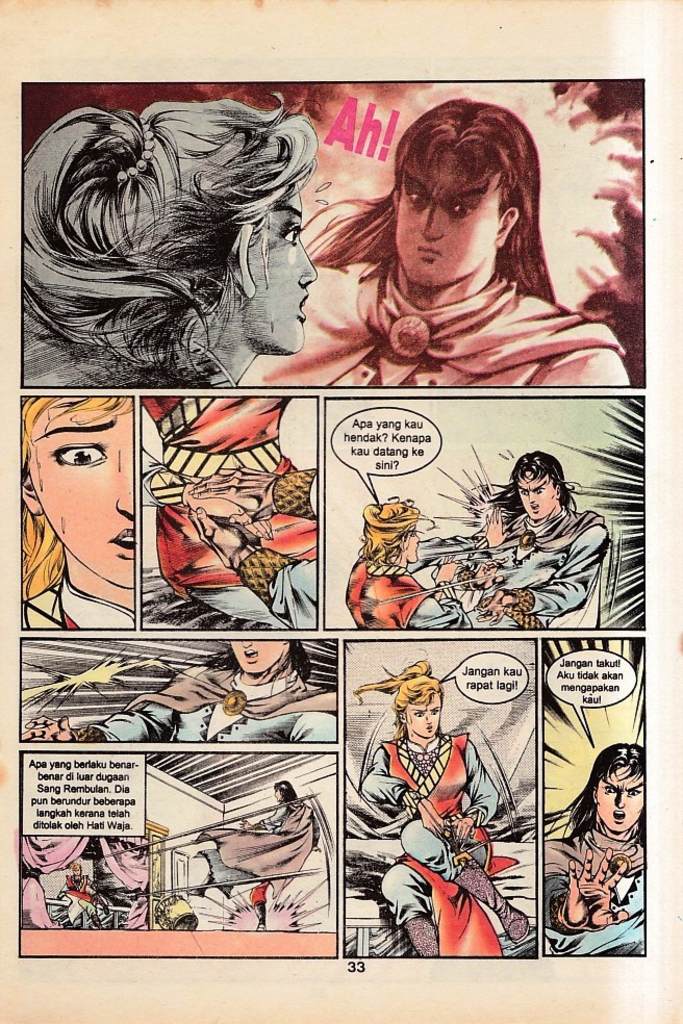 Ah!
Apa yang kau
hendak? Kenapa
kau datang ke
sini?
Apa yang berlaku benar-
benar di luar dugaan
Sang Rembulan. Dia
pun berundur beberapa
langkah kerana telah
ditolak oleh Hati Waja.
Jangan kau
rapat lagi!
Jangan takut!
Aku tidak akan
mengapakan
kau!
33